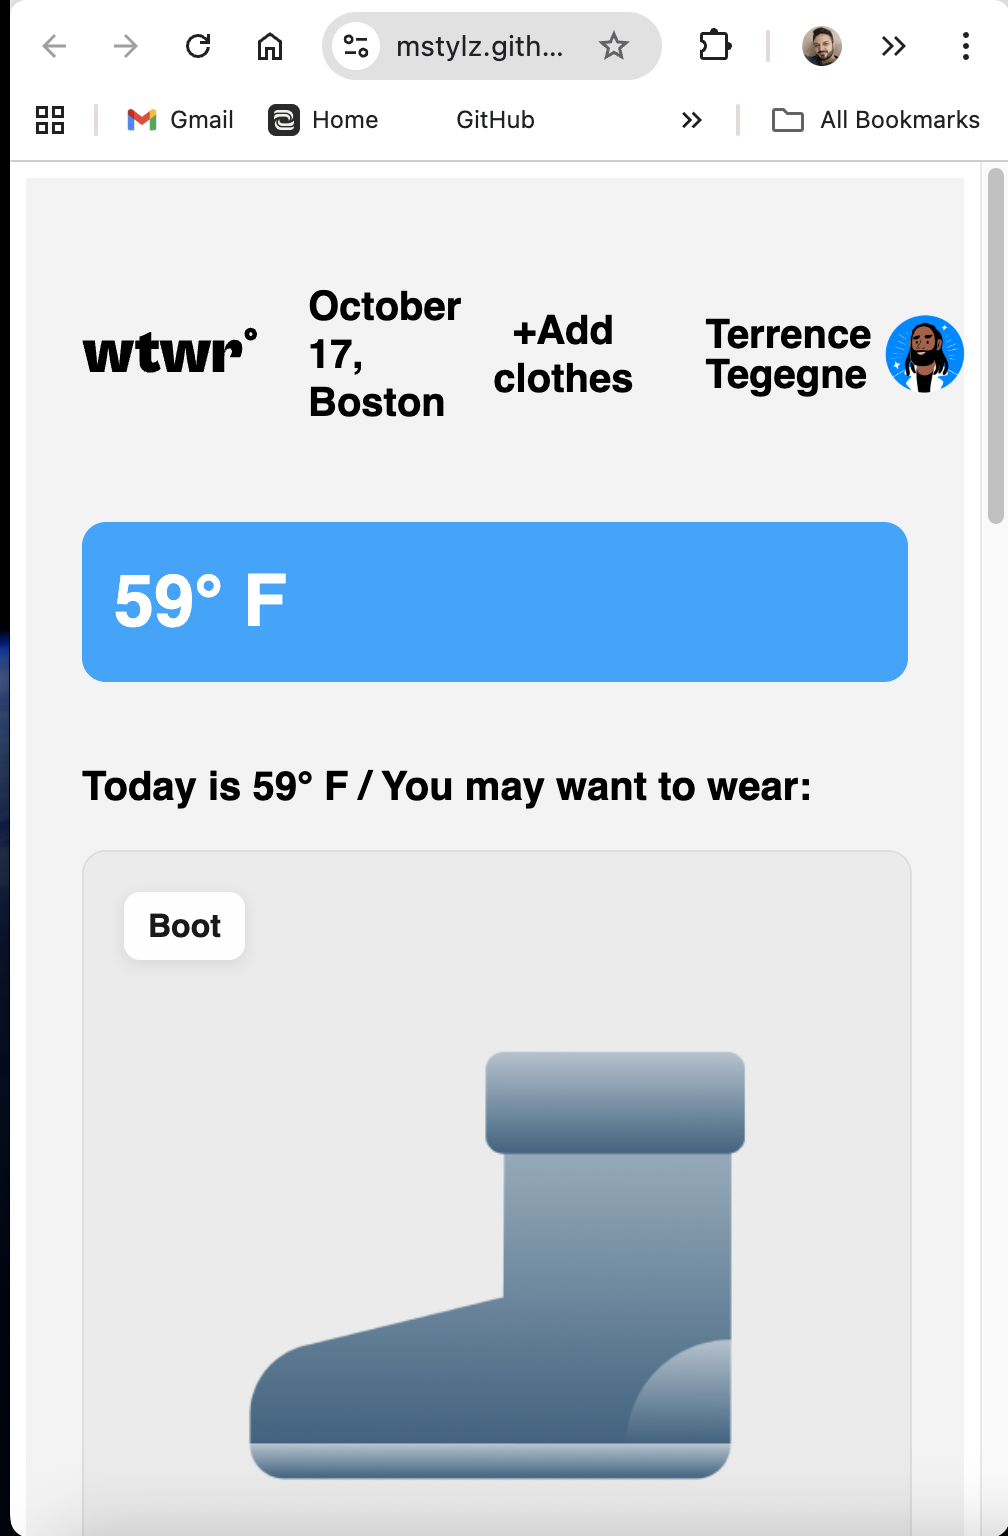 mstylz.gith...
Gmail
Home
GitHub
All Bookmarks
wtwr°
October
17,
Boston
+Add
clothes
Terrence
Tegegne
59° F
Today is 59° F / You may want to wear:
Boot